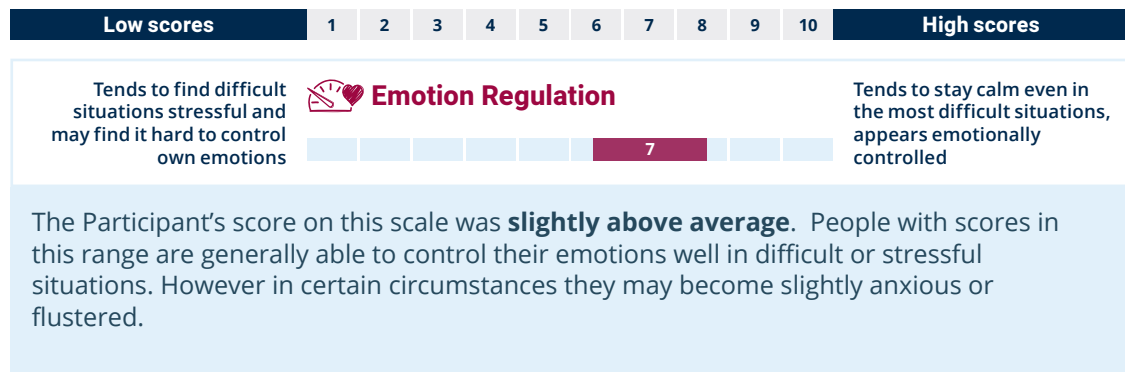 Low scores 1 2 3 4 5 6 7 8 9 10 High scores
Tends to find difficult
situations stressful and
may find it hard to control
own emotions
Emotion Regulation
7
Tends to stay calm even in
the most difficult situations,
appears emotionally
controlled
The Participant’s score on this scale was slightly above average.  People with scores in
this range are generally able to control their emotions well in difficult or stressful
situations. However in certain circumstances they may become slightly anxious or
flustered.